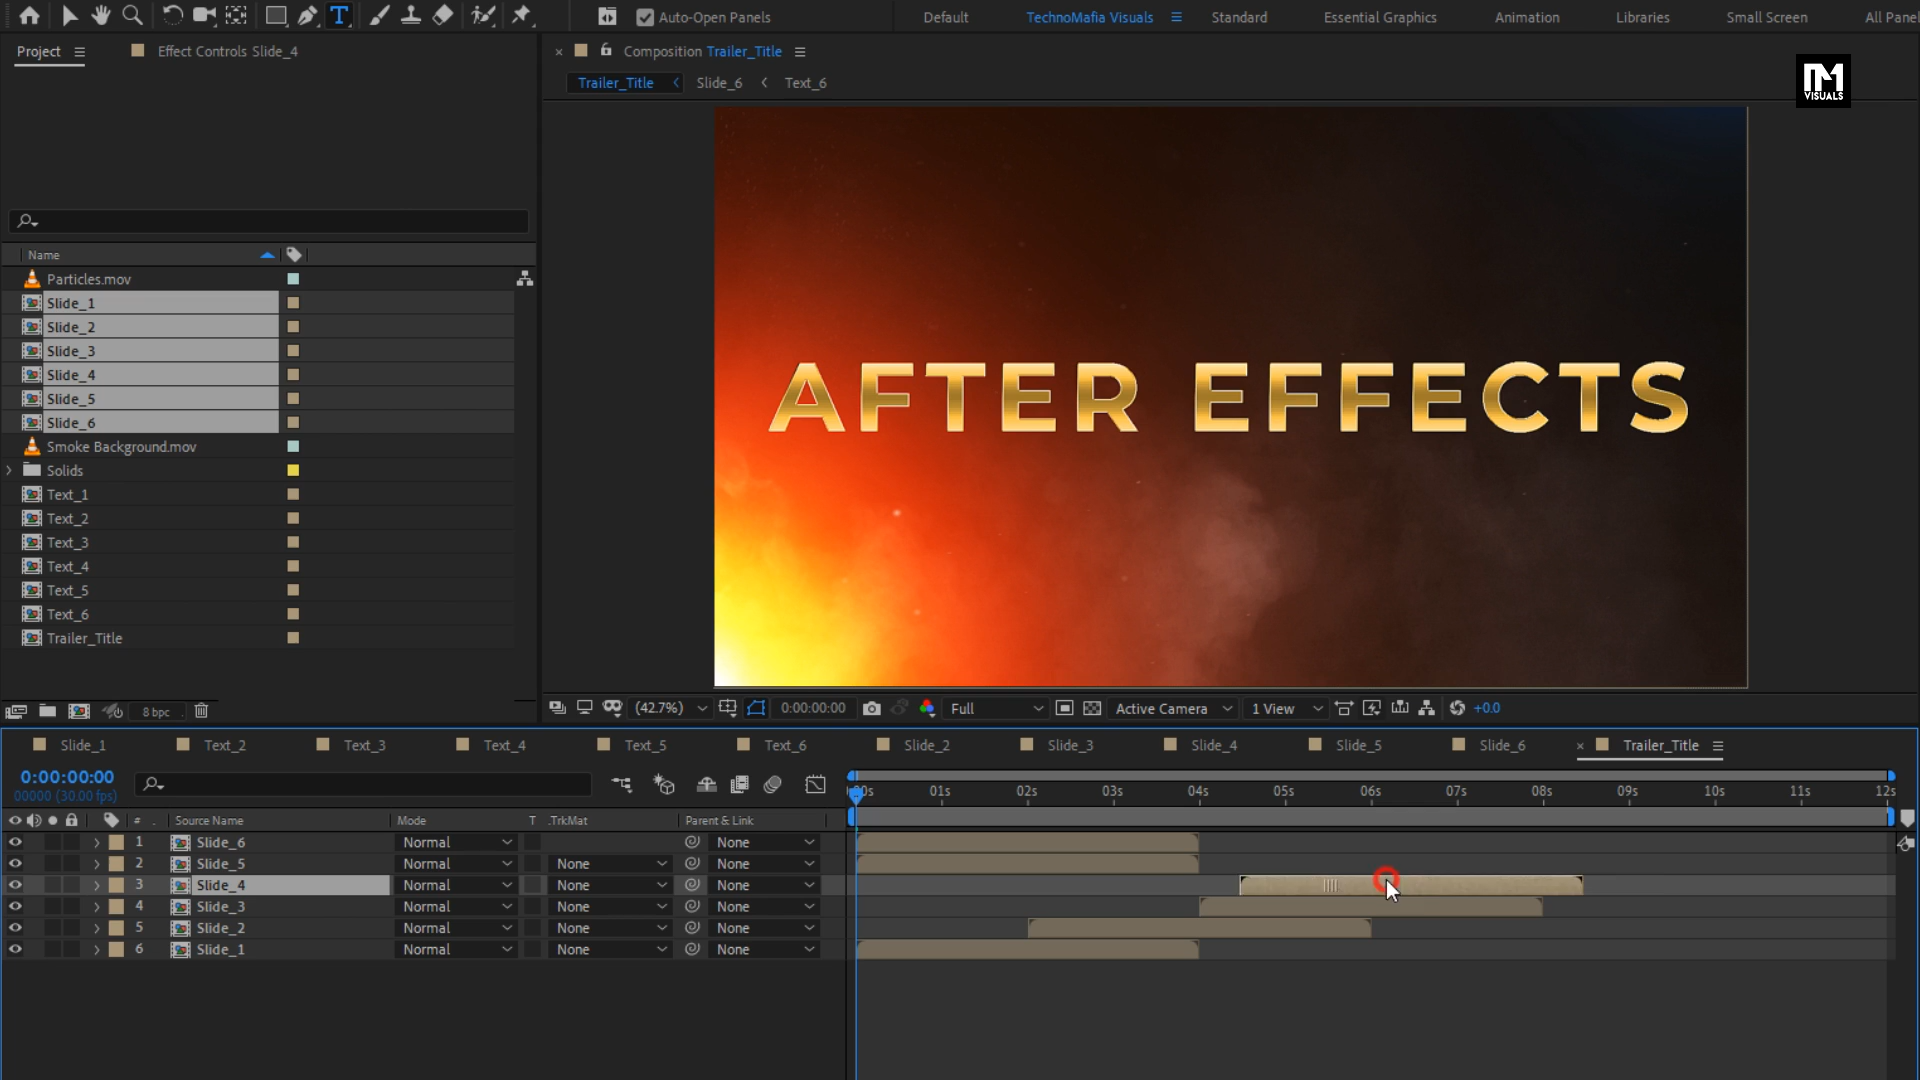 Auto-Open Panels
Default
TechnoMafia Visuals
Standard
Essential Graphics
Animation
Libraries
Small Screen
All Panel
Project
Effect Controls Slide_4
Composition Trailer_Title
Trailer_Title
Slide_6
Text_6
VISUALS
AFTER EFFECTS
Name
Particles.mov
Slide_1
Slide_2
Slide_3
Slide_4
Slide_5
Slide_6
Smoke Background.mov
Solids
Text_1
Text_2
Text_3
Text_4
Text_5
Text_6
Trailer_Title
8 bpc
(42.7%)
0:00:00:00
Full
Active Camera
1 View
+0.0
Slide_1
Text_2
Text_3
Text_4
Text_5
Text_6
Slide_2
Slide_3
Slide_4
Slide_5
Slide_6
Trailer_Title
0:00:00:00
00000 (30.00 fps)
01s 02s 03s 04s 05s 06s 07s 08s 09s 10s 11s 12s
# Source Name Mode T .TrkMat Parent & Link
1 Slide_6 Normal None
2 Slide_5 Normal None None
3 Slide_4 Normal None None
4 Slide_3 Normal None None
5 Slide_2 Normal None None
6 Slide_1 Normal None None